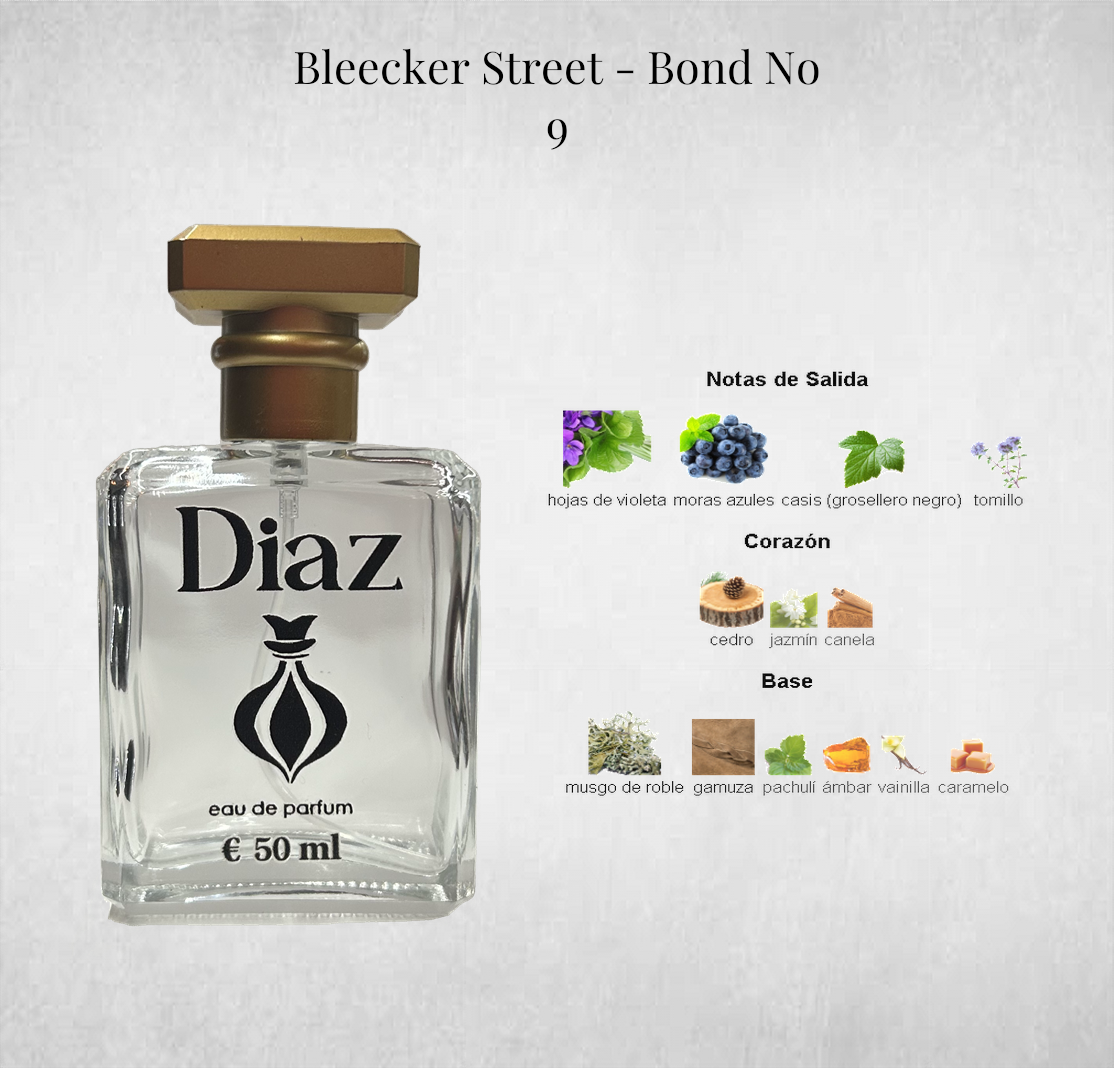 Bleecker Street - Bond No
9
Diaz
eau de parfum
€ 50 ml
Notas de Salida
hojas de violeta moras azules casis (grosellero negro) tomillo
Corazón
cedro jazmín canela
Base
musgo de roble gamuza pachulí ámbar vainilla caramelo